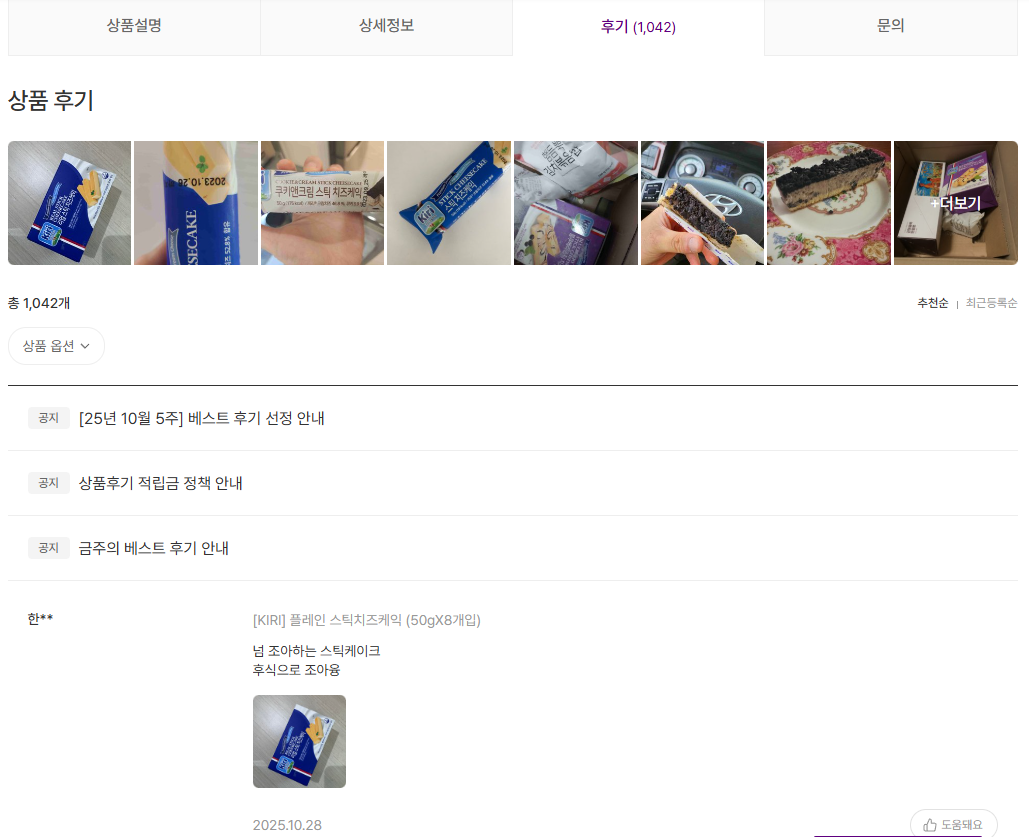 상품설명
상세정보
후기 (1,042)
문의
상품 후기
2023.10.26
쿠키앤크림 스틱 치즈케익
STICK CHEESECAKE
스틱 치즈케익
kiri
+더보기
총 1,042개
추천순 | 최근등록순
상품 옵션
공지 [25년 10월 5주] 베스트 후기 선정 안내
공지 상품후기 적립금 정책 안내
공지 금주의 베스트 후기 안내
한**
[KIRI] 플레인 스틱치즈케익 (50gX8개입)
넘 조아하는 스틱케이크
후식으로 조아융
kiri
2025.10.28
도움돼요